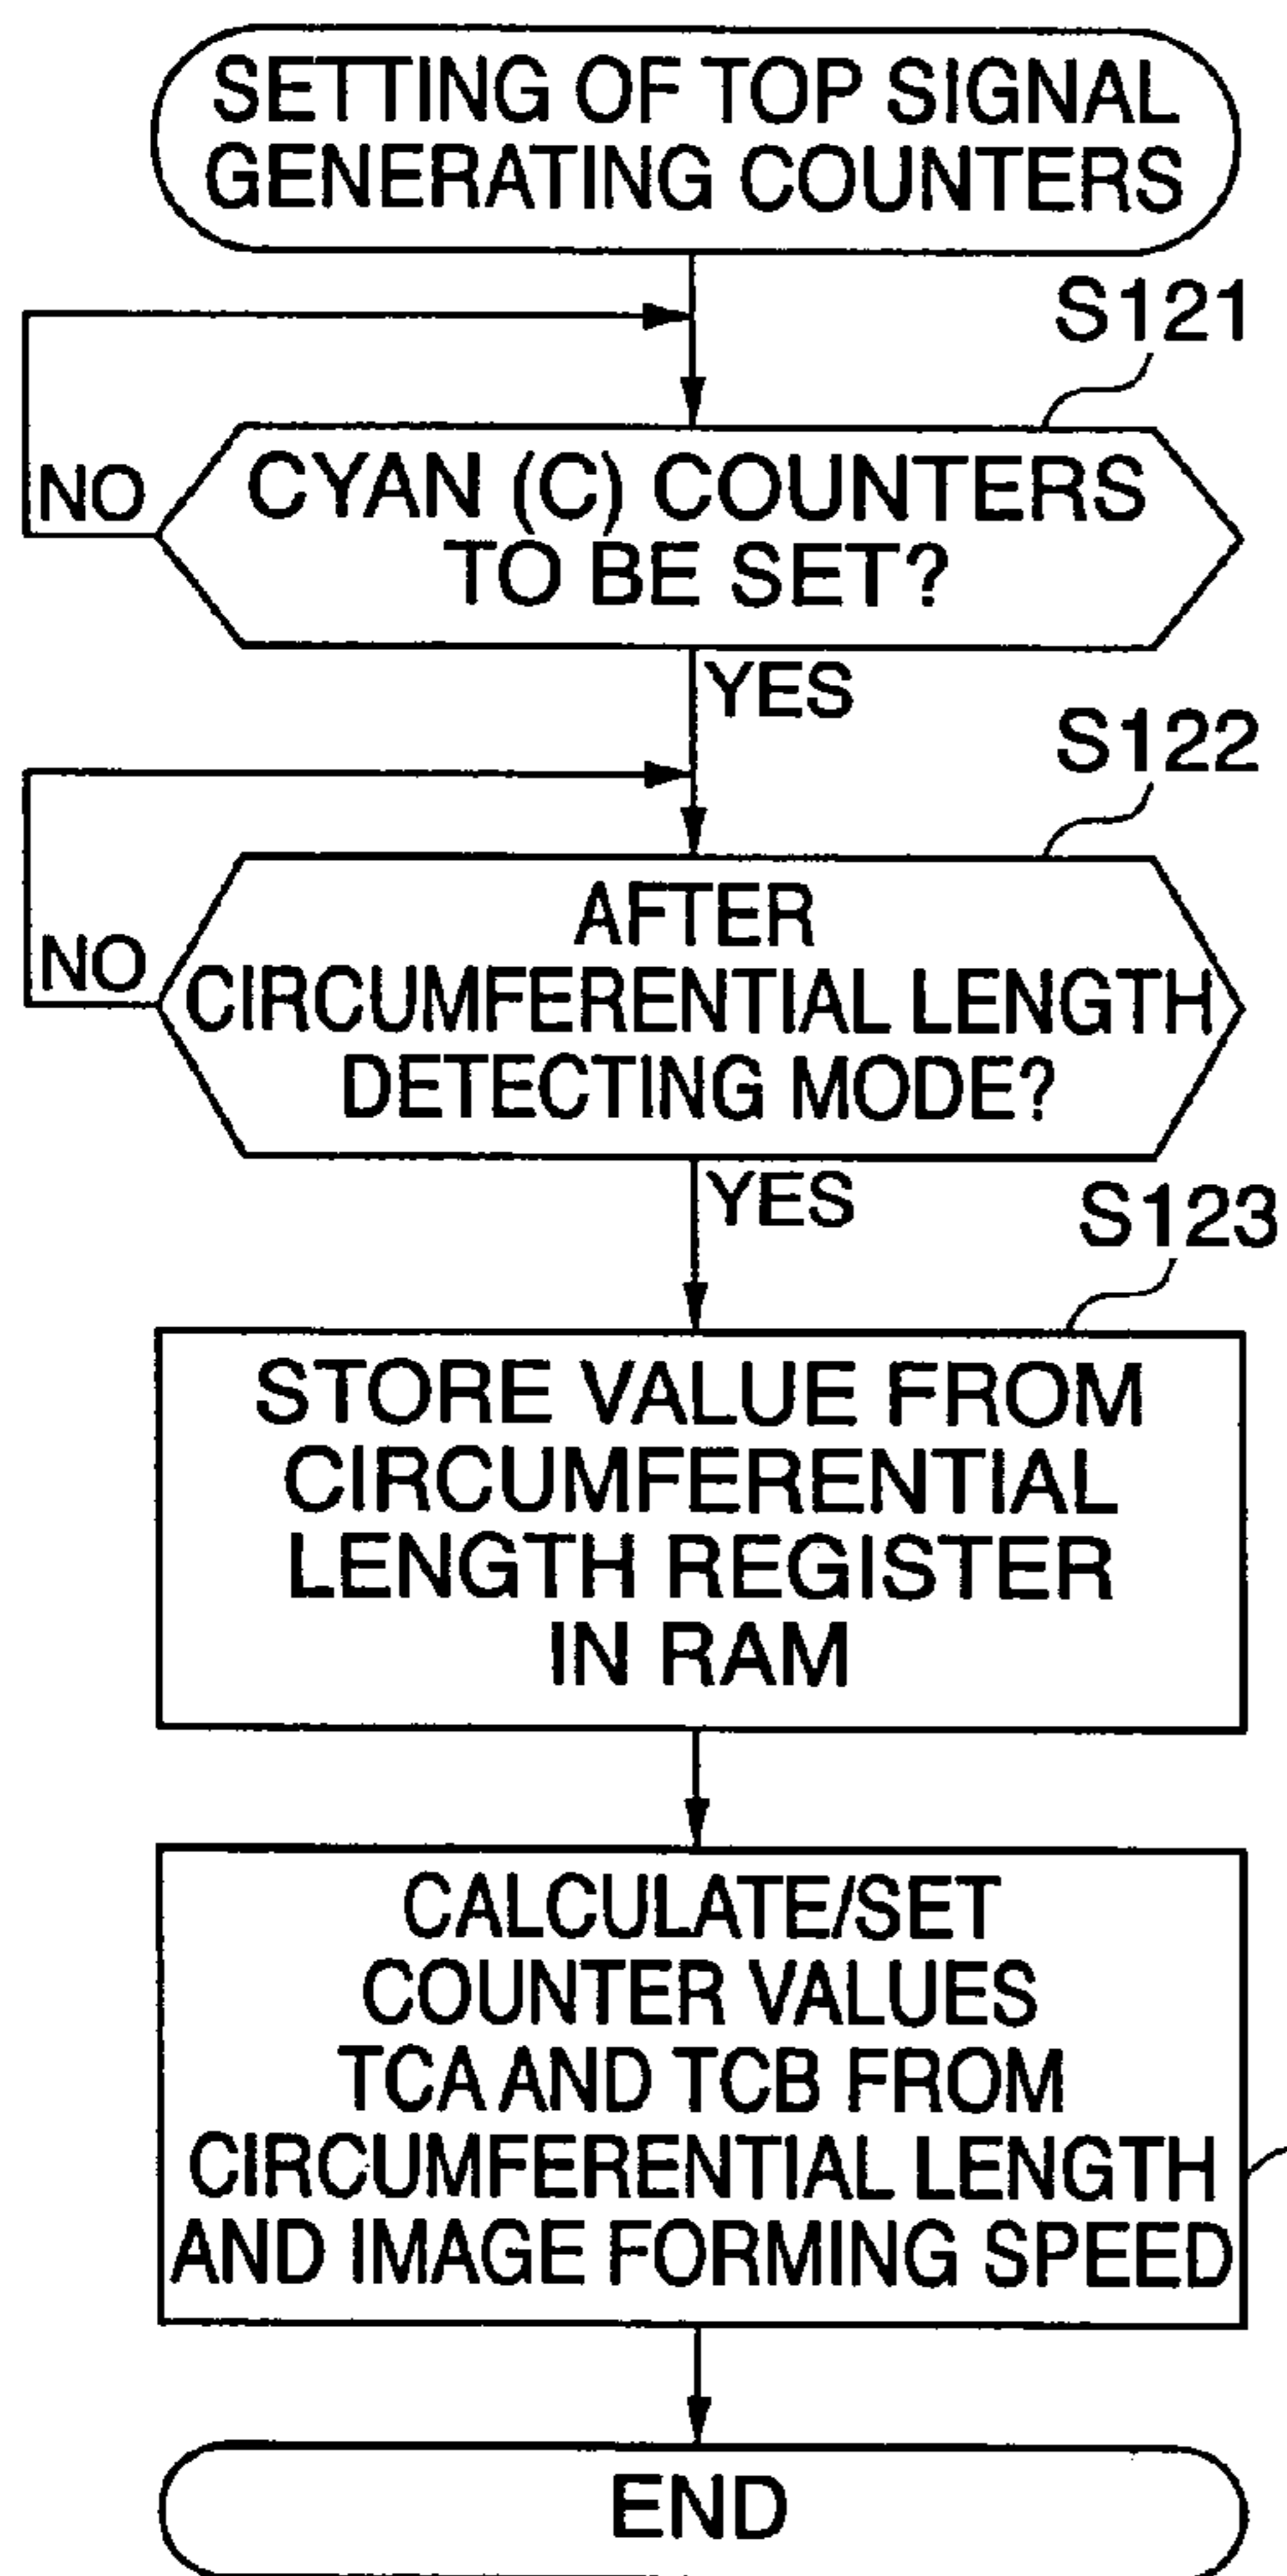 SETTING OF TOP SIGNAL
GENERATING COUNTERS
S121
CYAN (C) COUNTERS
TO BE SET?
NO
YES
S122
AFTER
CIRCUMFERENTIAL LENGTH
DETECTING MODE?
NO
YES
S123
STORE VALUE FROM
CIRCUMFERENTIAL
LENGTH REGISTER
IN RAM
CALCULATE/SET
COUNTER VALUES
TCA AND TCB FROM
CIRCUMFERENTIAL LENGTH
AND IMAGE FORMING SPEED
END